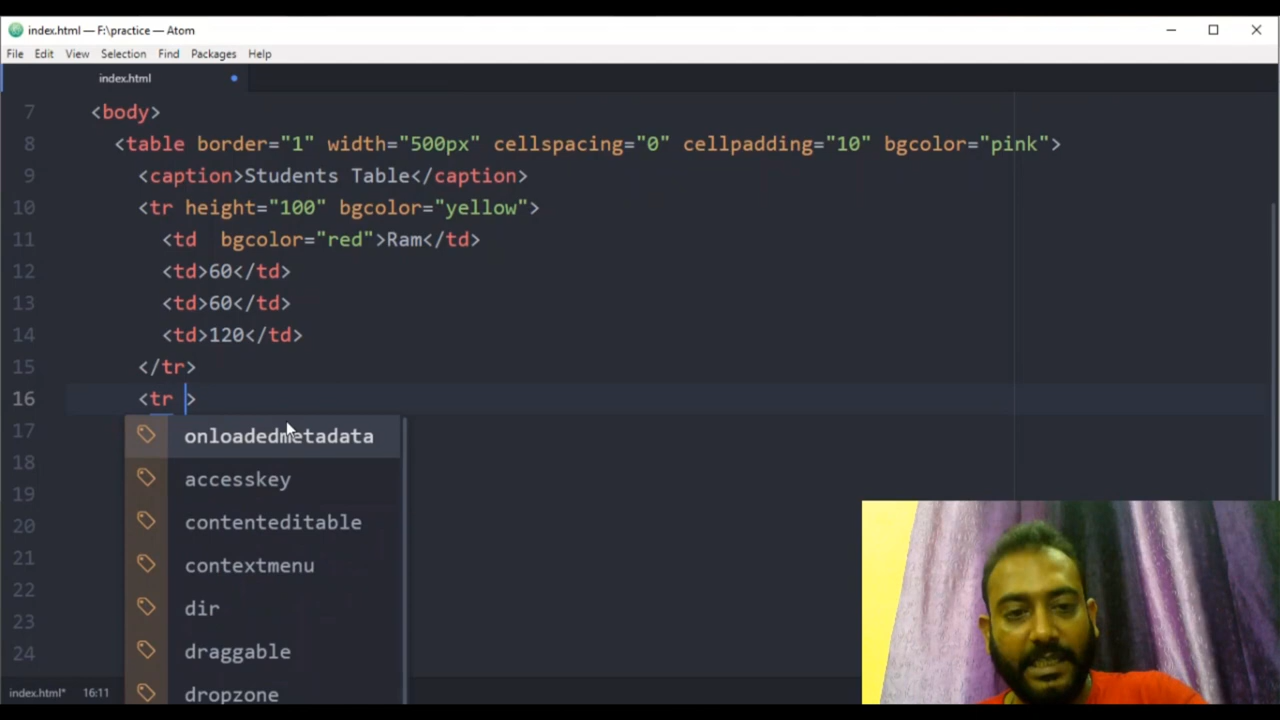 index.html — F:\practice — Atom
File Edit View Selection Find Packages Help
index.html
7 <body>
8 <table border="1" width="500px" cellspacing="0" cellpadding="10" bgcolor="pink">
9 <caption>Students Table</caption>
10 <tr height="100" bgcolor="yellow">
11 <td  bgcolor="red">Ram</td>
12 <td>60</td>
13 <td>60</td>
14 <td>120</td>
15 </tr>
16 <tr >
17 onloadedmetadata
18
19 accesskey
20 contenteditable
21 contextmenu
22 dir
23
24 draggable
dropzone
index.html* 16:11